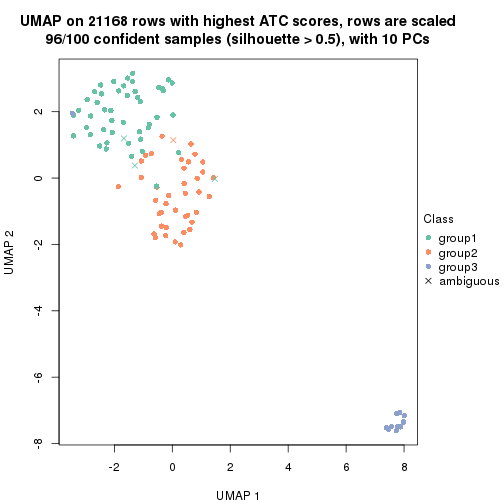 UMAP on 21168 rows with highest ATC scores, rows are scaled
96/100 confident samples (silhouette > 0.5), with 10 PCs
2
0
-2
-4
-6
-8
UMAP 2
-2
0
2
4
6
8
UMAP 1
Class
group1
group2
group3
ambiguous